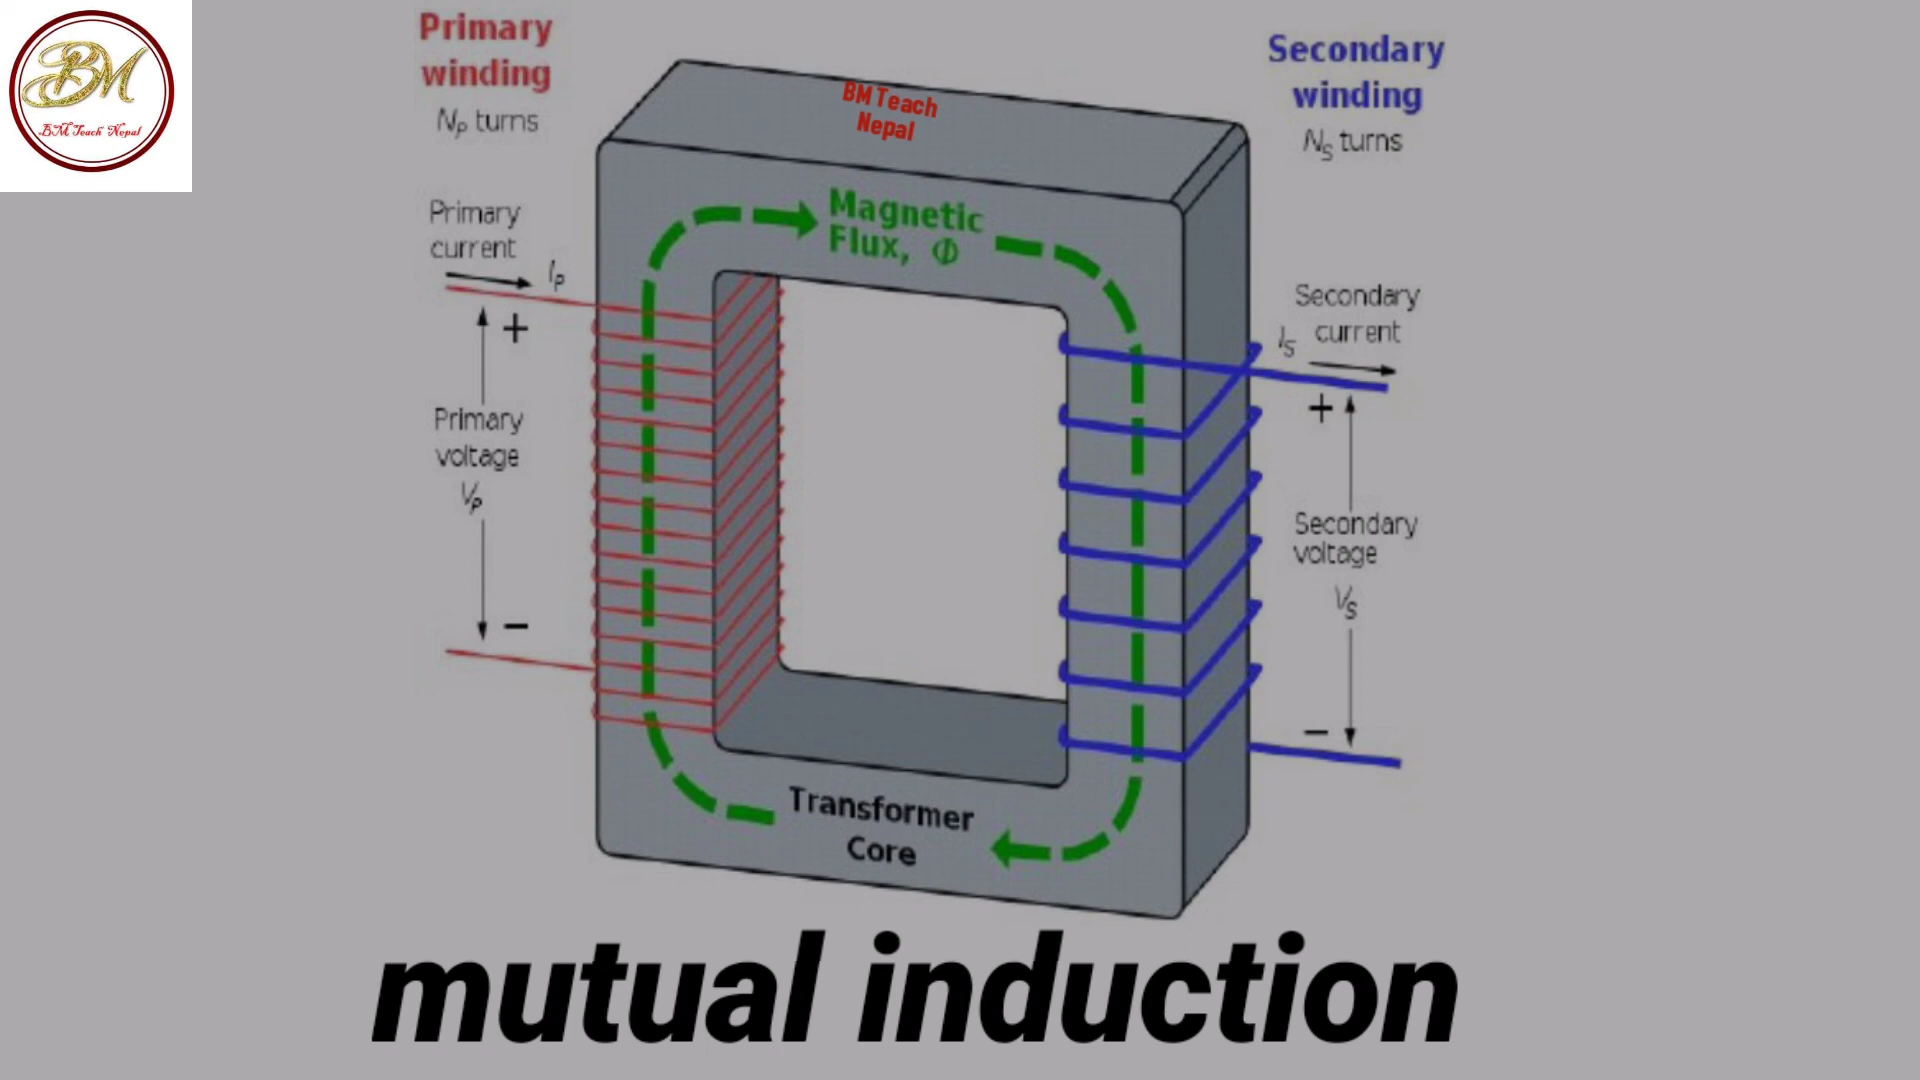 BM
BM Teach Nepal
Primary
winding
NP turns
Secondary
winding
NS turns
BM Teach
Nepal
Magnetic
Flux, Φ
Primary
current
IP
+
Primary
voltage
VP
−
Secondary
current
IS
+
Secondary
voltage
VS
−
Transformer
Core
mutual induction